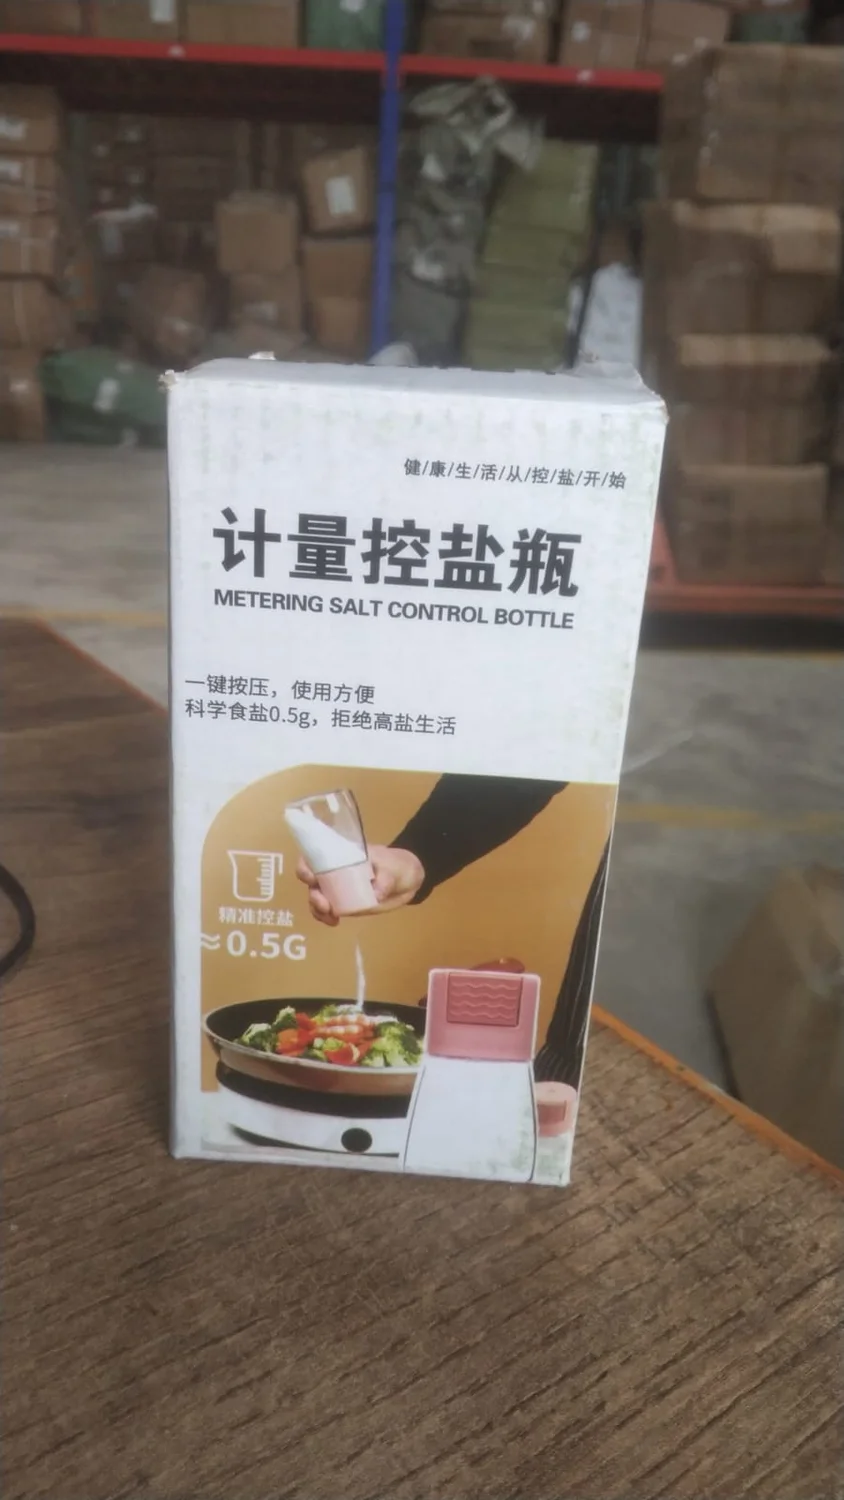 健/康/生/活/从/控/盐/开/始
计量控盐瓶
METERING SALT CONTROL BOTTLE
一键按压，使用方便
科学食盐0.5g，拒绝高盐生活
精准控盐
≈0.5G